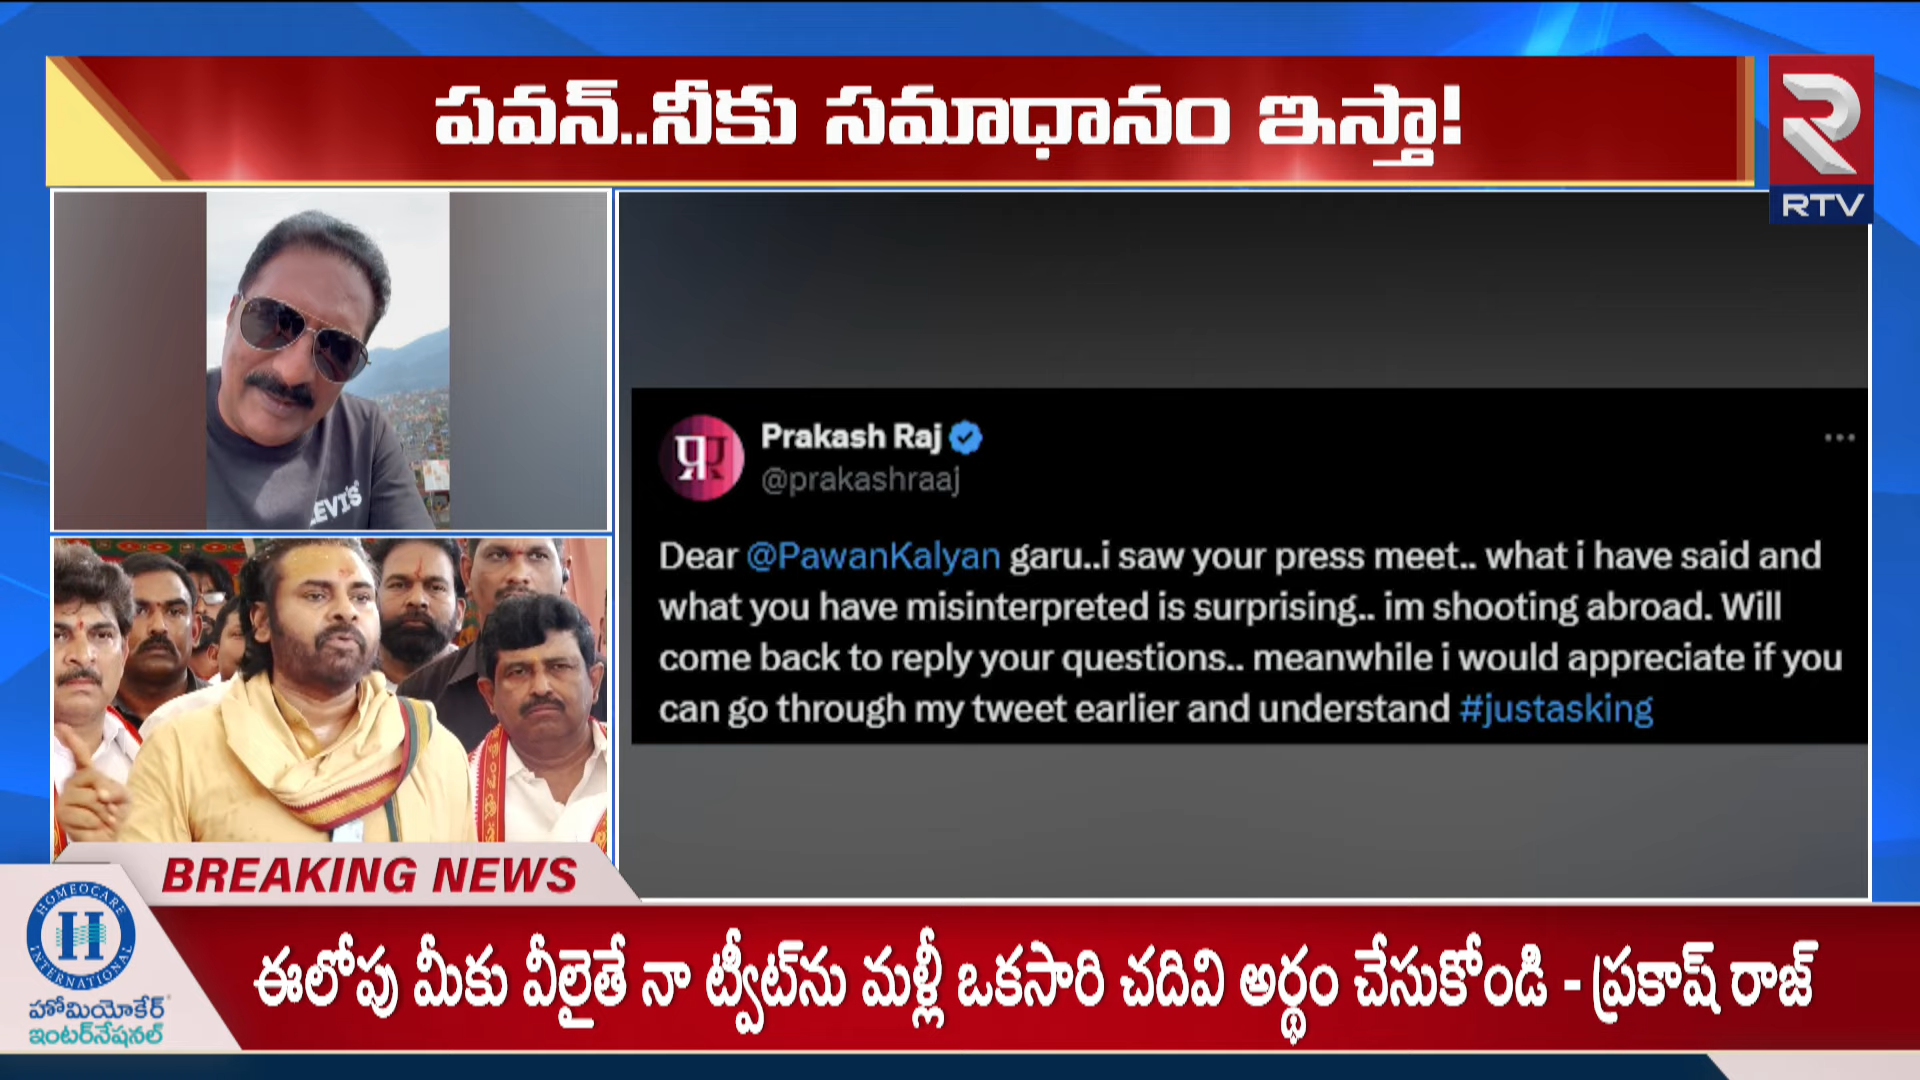 పవన్..నీకు సమాధానం ఇస్తా!
RTV
LEVI'S
Prakash Raj
@prakashraaj
Dear @PawanKalyan garu..i saw your press meet.. what i have said and
what you have misinterpreted is surprising.. im shooting abroad. Will
come back to reply your questions.. meanwhile i would appreciate if you
can go through my tweet earlier and understand #justasking
BREAKING NEWS
HOMEOCARE
INTERNATIONAL
హోమియోకేర్
ఇంటర్‌నేషనల్
ఈలోపు మీకు వీలైతే నా ట్వీట్‌ను మళ్లీ ఒకసారి చదివి అర్థం చేసుకోండి - ప్రకాష్ రాజ్